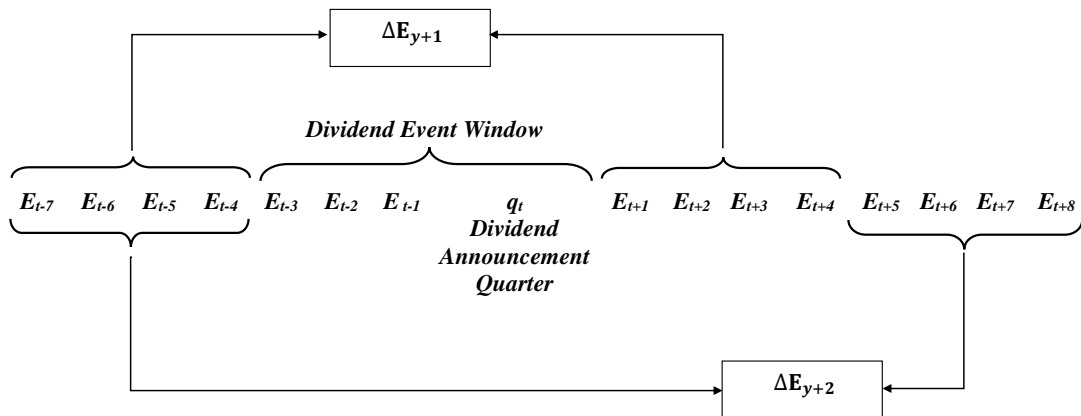 ΔE_{y+1}
Dividend Event Window
E_{t-7} E_{t-6} E_{t-5} E_{t-4} E_{t-3} E_{t-2} E_{t-1} q_t E_{t+1} E_{t+2} E_{t+3} E_{t+4} E_{t+5} E_{t+6} E_{t+7} E_{t+8}
Dividend
Announcement
Quarter
ΔE_{y+2}